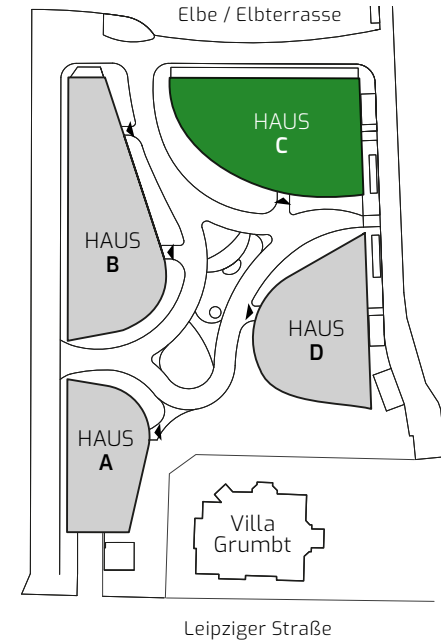 Elbe / Elbterrasse
HAUS
C
HAUS
B
HAUS
D
HAUS
A
Villa
Grumbt
Leipziger Straße